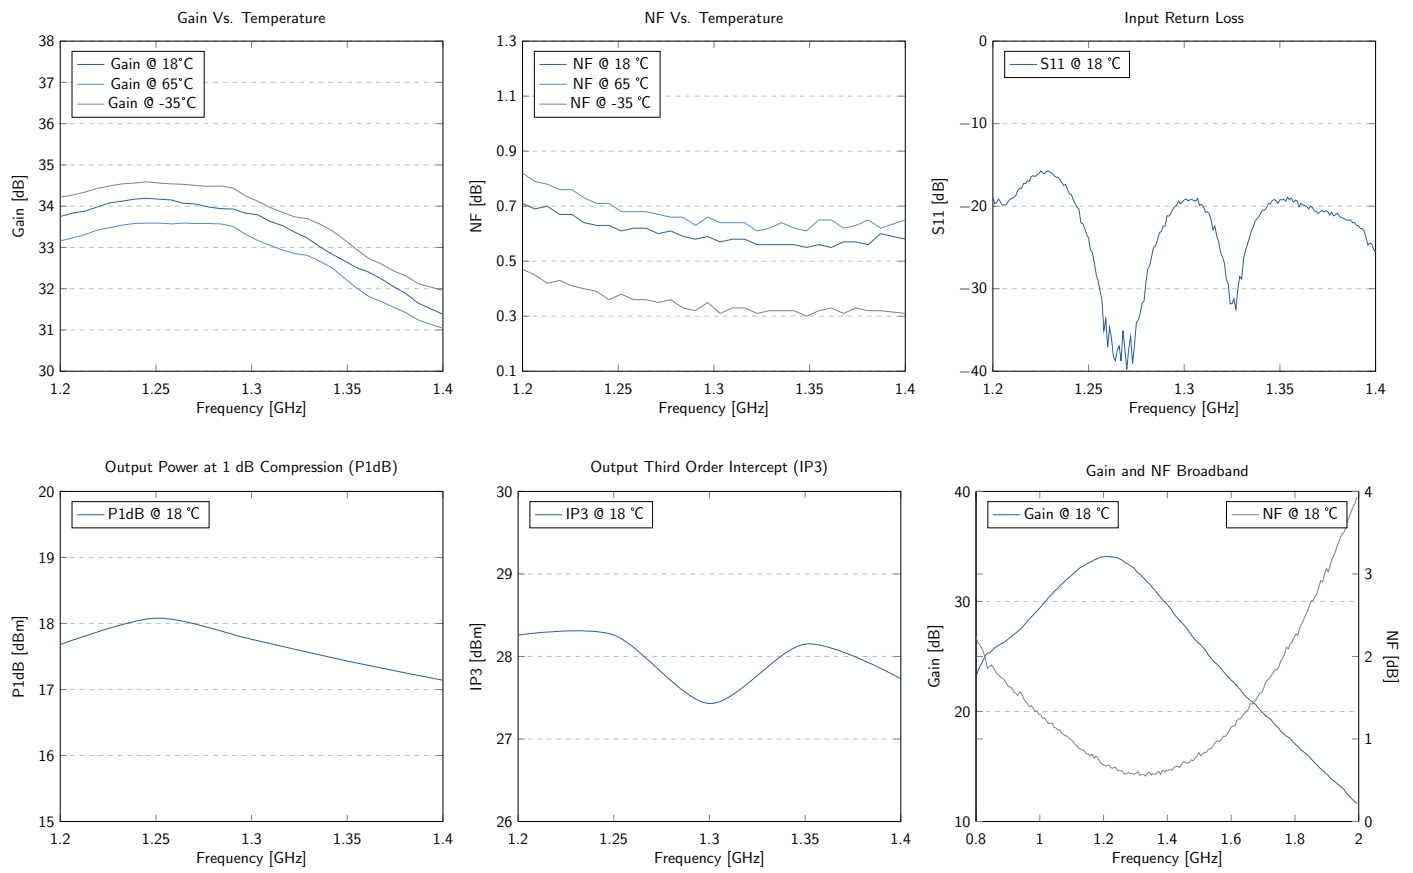 Gain Vs. Temperature
38
37
36
35
34
33
32
31
30
Gain [dB]
Gain @ 18°C
Gain @ 65°C
Gain @ -35°C
1.2
1.25
1.3
1.35
1.4
Frequency [GHz]
NF Vs. Temperature
1.3
1.1
0.9
0.7
0.5
0.3
0.1
NF [dB]
NF @ 18 °C
NF @ 65 °C
NF @ -35 °C
1.2
1.25
1.3
1.35
1.4
Frequency [GHz]
Input Return Loss
0
−10
−20
−30
−40
S11 [dB]
S11 @ 18 °C
1.2
1.25
1.3
1.35
1.4
Frequency [GHz]
Output Power at 1 dB Compression (P1dB)
20
19
18
17
16
15
P1dB [dBm]
P1dB @ 18 °C
1.2
1.25
1.3
1.35
1.4
Frequency [GHz]
Output Third Order Intercept (IP3)
30
29
28
27
26
IP3 [dBm]
IP3 @ 18 °C
1.2
1.25
1.3
1.35
1.4
Frequency [GHz]
Gain and NF Broadband
40
30
20
10
Gain [dB]
Gain @ 18 °C
NF @ 18 °C
4
3
2
1
0
NF [dB]
0.8
1
1.2
1.4
1.6
1.8
2
Frequency [GHz]